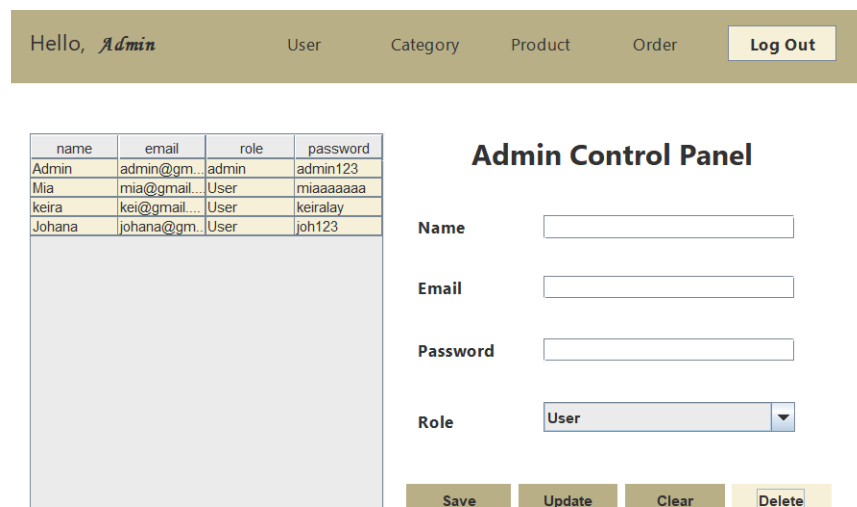 Hello, Admin User Category Product Order Log Out
name email role password
Admin admin@gm... admin admin123
Mia mia@gmail.... User miaaaaaaa
keira kei@gmail.... User keiralay
Johana johana@gm... User joh123
Admin Control Panel
Name
Email
Password
Role User
Save Update Clear Delete